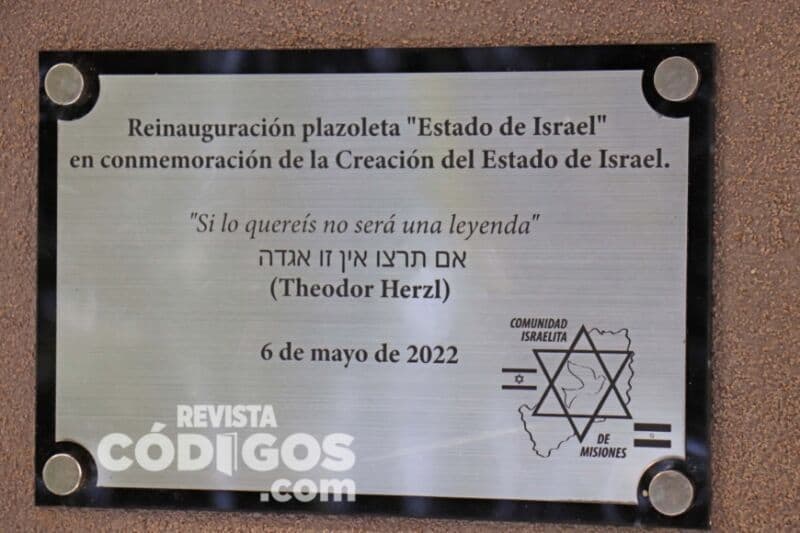 Reinauguración plazoleta "Estado de Israel"
en conmemoración de la Creación del Estado de Israel.
"Si lo quereís no será una leyenda"
אם תרצו אין זו אגדה
(Theodor Herzl)
6 de mayo de 2022
COMUNIDAD
ISRAELITA
DE
MISIONES
REVISTA
CÓDIGOS
.com